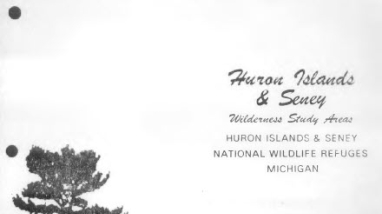 Huron Islands
& Seney
Wilderness Study Areas
HURON ISLANDS & SENEY
NATIONAL WILDLIFE REFUGES
MICHIGAN